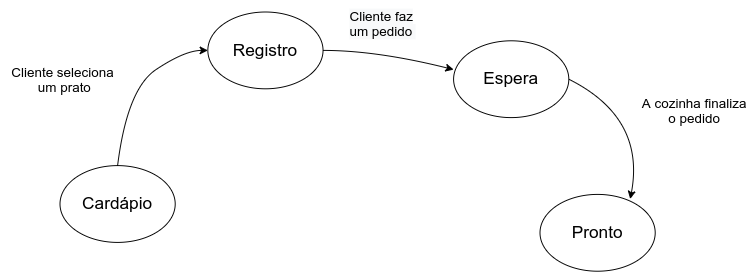 Cliente faz
um pedido
Registro
Cliente seleciona
um prato
Espera
A cozinha finaliza
o pedido
Cardápio
Pronto